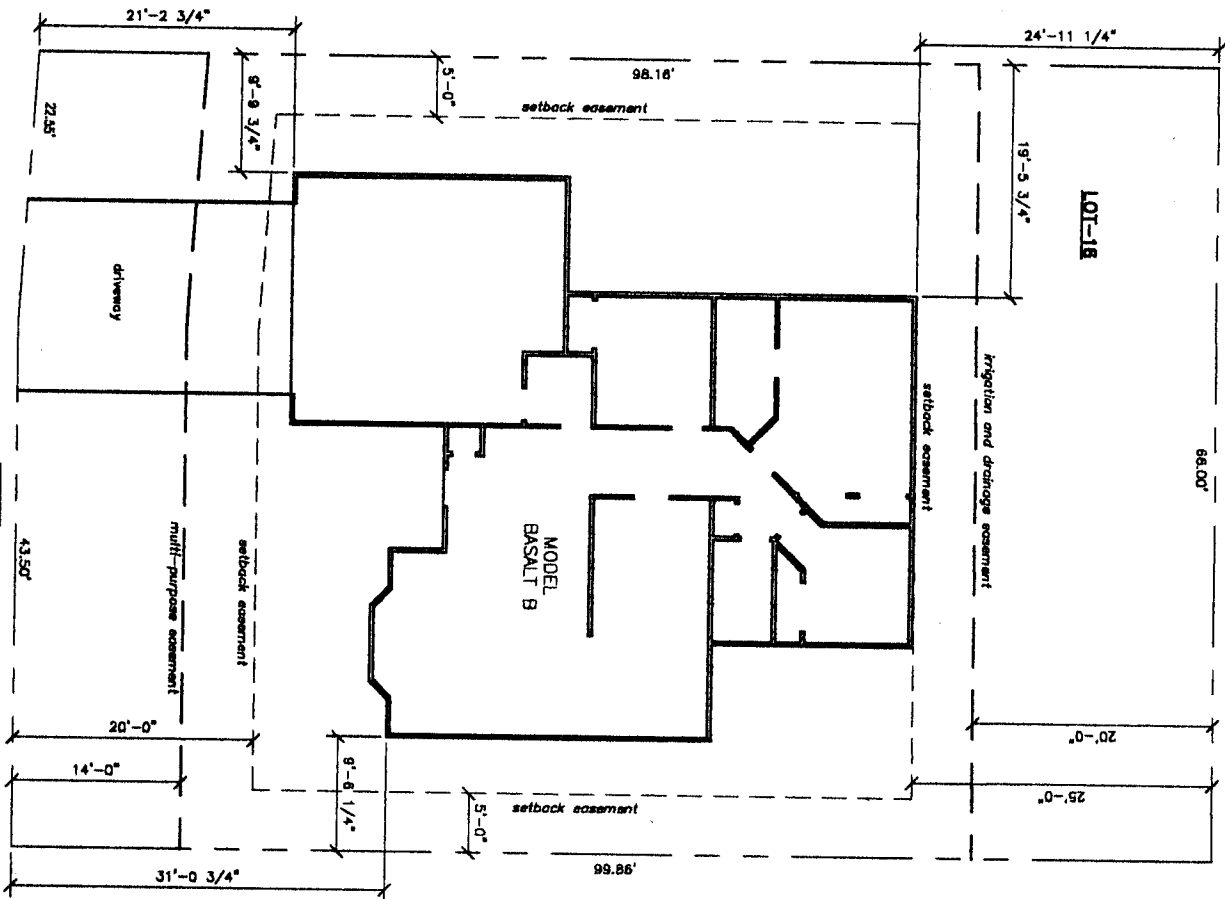 21'-2 3/4"
24'-11 1/4"
98.16'
5'-0"
9'-9 3/4"
22.55'
setback easement
19'-5 3/4"
LOT-16
driveway
irrigation and drainage easement
setback easement
66.00'
MODEL
BASALT B
43.50'
multi-purpose easement
setback easement
20'-0"
14'-0"
9'-6 1/4"
5'-0"
setback easement
20'-0"
25'-0"
99.86'
31'-0 3/4"